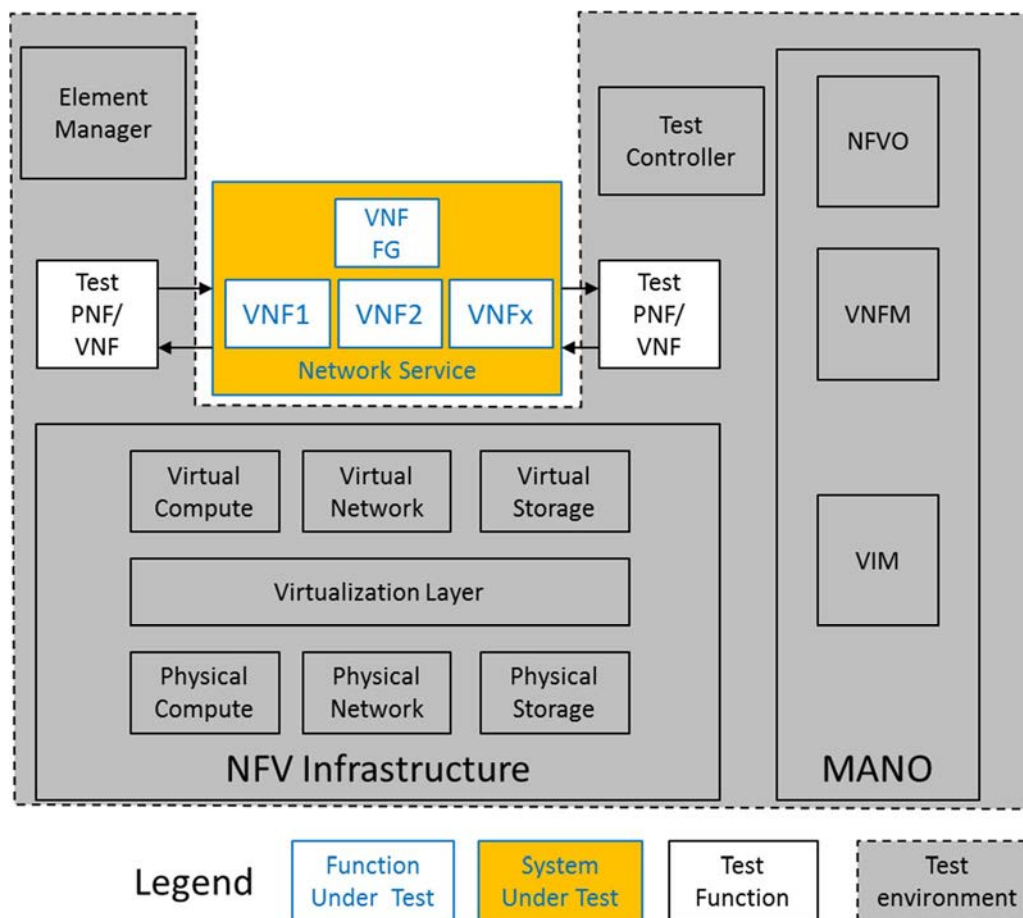 Element
Manager
Test
Controller
NFVO
VNF
FG
Test
PNF/
VNF
VNF1
VNF2
VNFx
Network Service
Test
PNF/
VNF
VNFM
Virtual
Compute
Virtual
Network
Virtual
Storage
Virtualization Layer
VIM
Physical
Compute
Physical
Network
Physical
Storage
NFV Infrastructure
MANO
Legend
Function
Under Test
System
Under Test
Test
Function
Test
environment